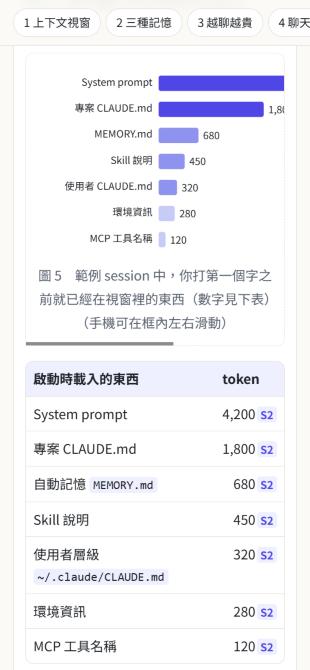 1 上下文視窗
2 三種記憶
3 越聊越貴
4 聊天
System prompt
專案 CLAUDE.md 1,80
MEMORY.md 680
Skill 說明 450
使用者 CLAUDE.md 320
環境資訊 280
MCP 工具名稱 120
圖 5 範例 session 中，你打第一個字之
前就已經在視窗裡的東西（數字見下表）
（手機可在框內左右滑動）
啟動時載入的東西 token
System prompt 4,200 S2
專案 CLAUDE.md 1,800 S2
自動記憶 MEMORY.md 680 S2
Skill 說明 450 S2
使用者層級 320 S2
~/.claude/CLAUDE.md
環境資訊 280 S2
MCP 工具名稱 120 S2